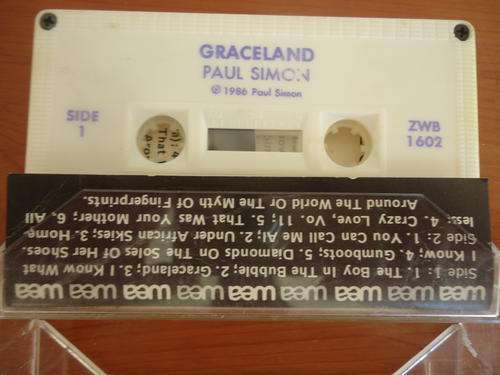 GRACELAND
PAUL SIMON
℗ 1986 Paul Simon
SIDE
1
ZWB
1602
That
wea wea wea wea wea wea wea wea wea wea wea
Side 1: 1. The Boy In The Bubble; 2. Graceland; 3. I Know What
I Know; 4. Gumboots; 5. Diamonds On The Soles Of Her Shoes.
Side 2: 1. You Can Call Me Al; 2. Under African Skies; 3. Home-
less: 4. Crazy Love, Vo. 11; 5. That Was Your Mother; 6. All
Around The World Or The Myth Of Fingerprints.